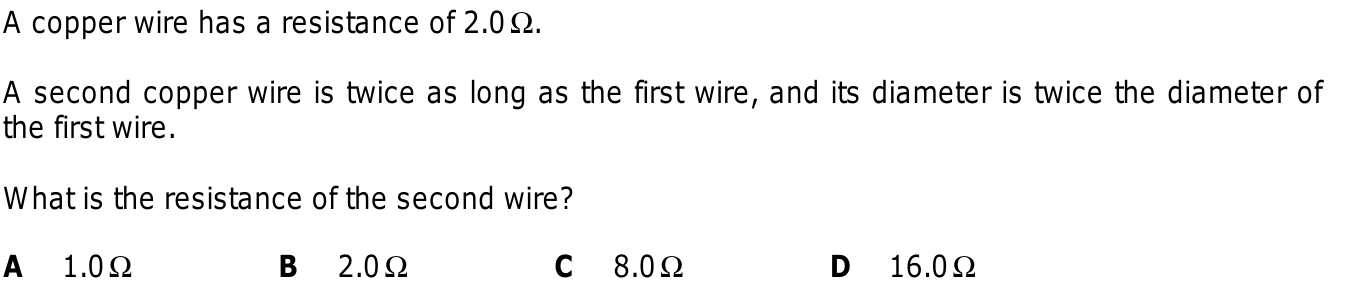 A copper wire has a resistance of 2.0 Ω.
A second copper wire is twice as long as the first wire, and its diameter is twice the diameter of
the first wire.
What is the resistance of the second wire?
A 1.0 Ω B 2.0 Ω C 8.0 Ω D 16.0 Ω